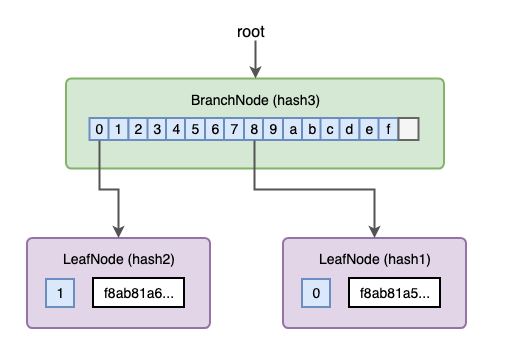 root
BranchNode (hash3)
0 1 2 3 4 5 6 7 8 9 a b c d e f
LeafNode (hash2)
1 f8ab81a6...
LeafNode (hash1)
0 f8ab81a5...